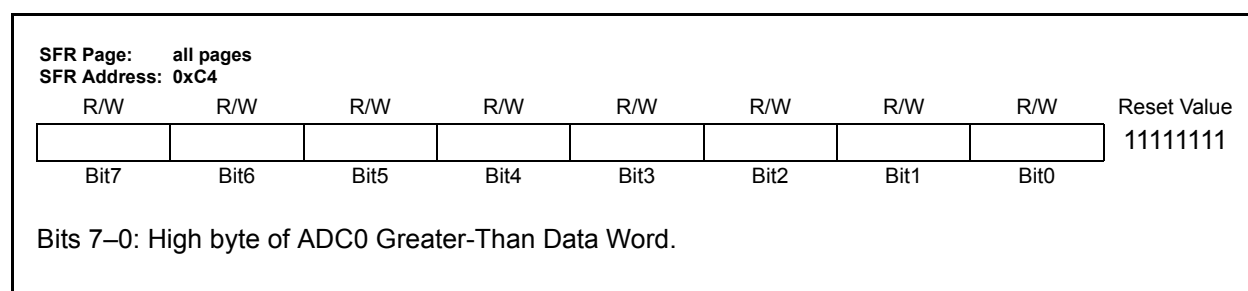 SFR Page: all pages
SFR Address: 0xC4
R/W R/W R/W R/W R/W R/W R/W R/W Reset Value
11111111
Bit7 Bit6 Bit5 Bit4 Bit3 Bit2 Bit1 Bit0
Bits 7–0: High byte of ADC0 Greater-Than Data Word.